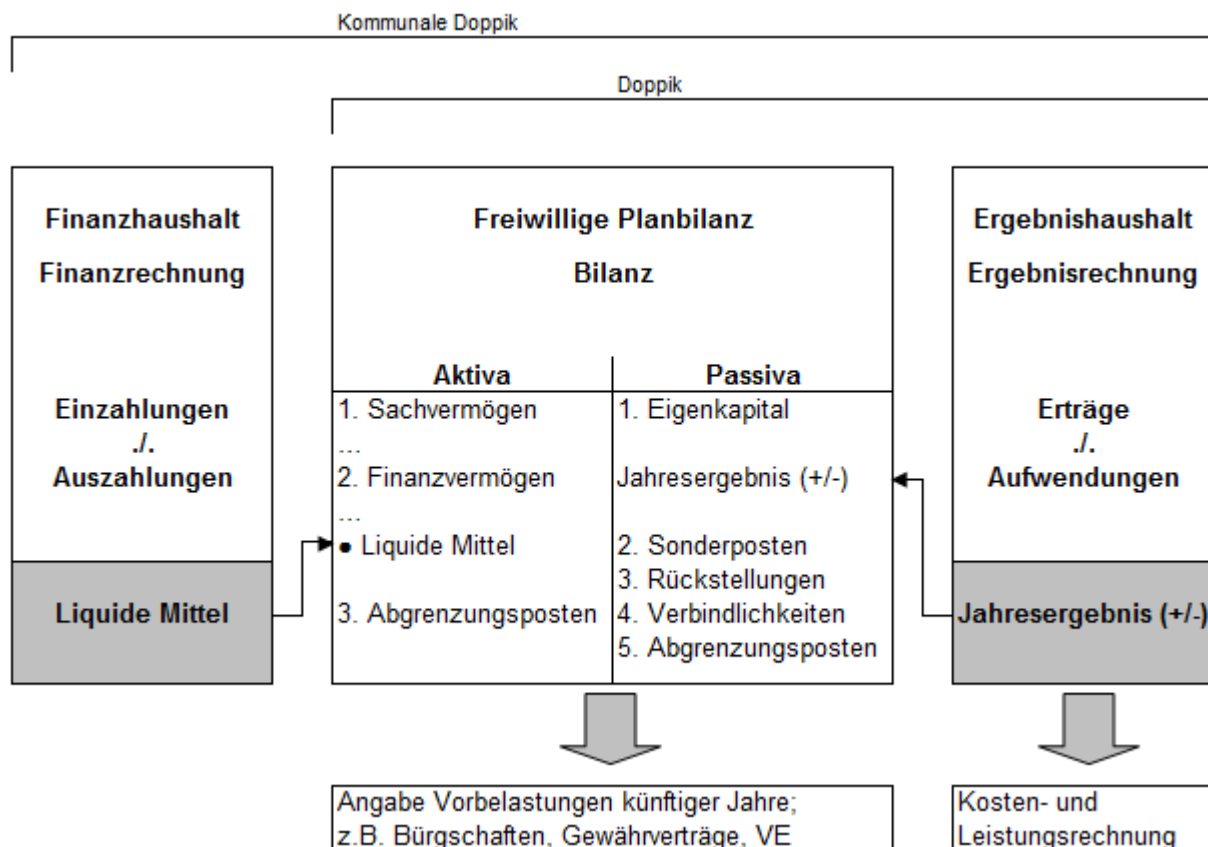 Kommunale Doppik
Doppik
Finanzhaushalt
Finanzrechnung
Einzahlungen
./.
Auszahlungen
Liquide Mittel
Freiwillige Planbilanz
Bilanz
Aktiva
1. Sachvermögen
...
2. Finanzvermögen
...
● Liquide Mittel
3. Abgrenzungsposten
Passiva
1. Eigenkapital
Jahresergebnis (+/-)
2. Sonderposten
3. Rückstellungen
4. Verbindlichkeiten
5. Abgrenzungsposten
Ergebnishaushalt
Ergebnisrechnung
Erträge
./.
Aufwendungen
Jahresergebnis (+/-)
Angabe Vorbelastungen künftiger Jahre;
z.B. Bürgschaften, Gewährverträge, VE
Kosten- und
Leistungsrechnung